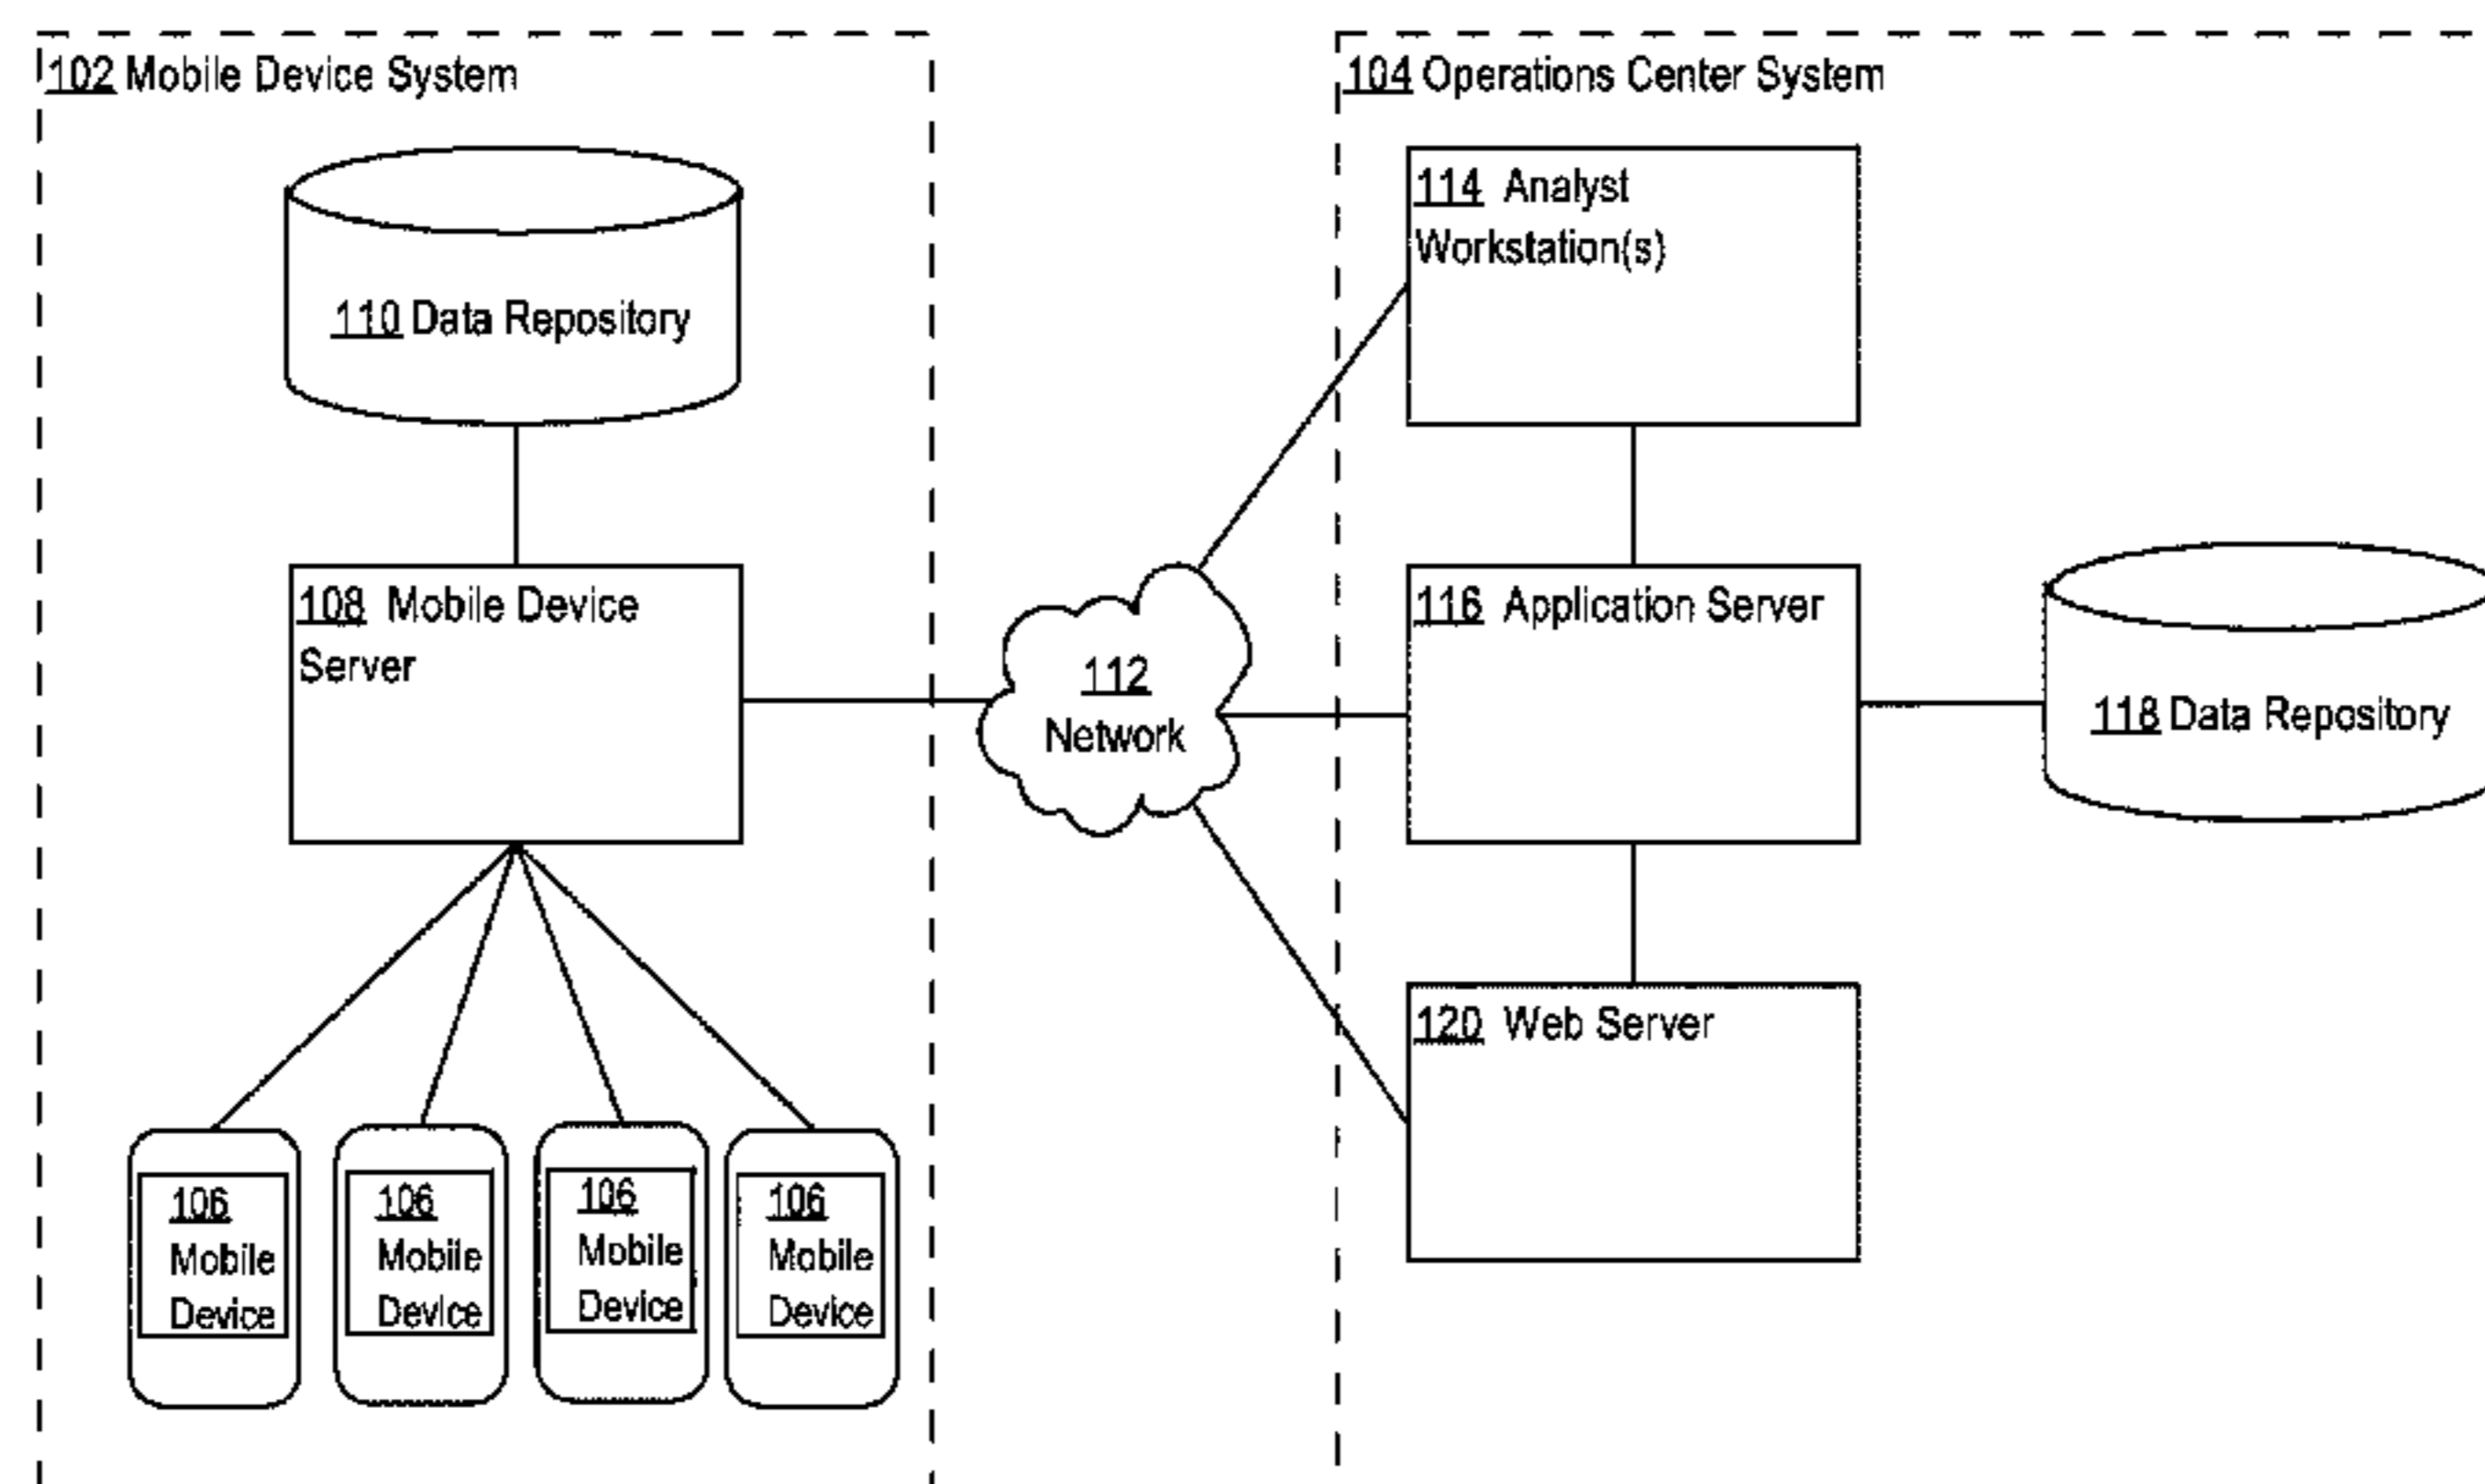 102 Mobile Device System
110 Data Repository
108 Mobile Device
Server
106
Mobile
Device
106
Mobile
Device
106
Mobile
Device
106
Mobile
Device
112
Network
104 Operations Center System
114 Analyst
Workstation(s)
116 Application Server
118 Data Repository
120 Web Server